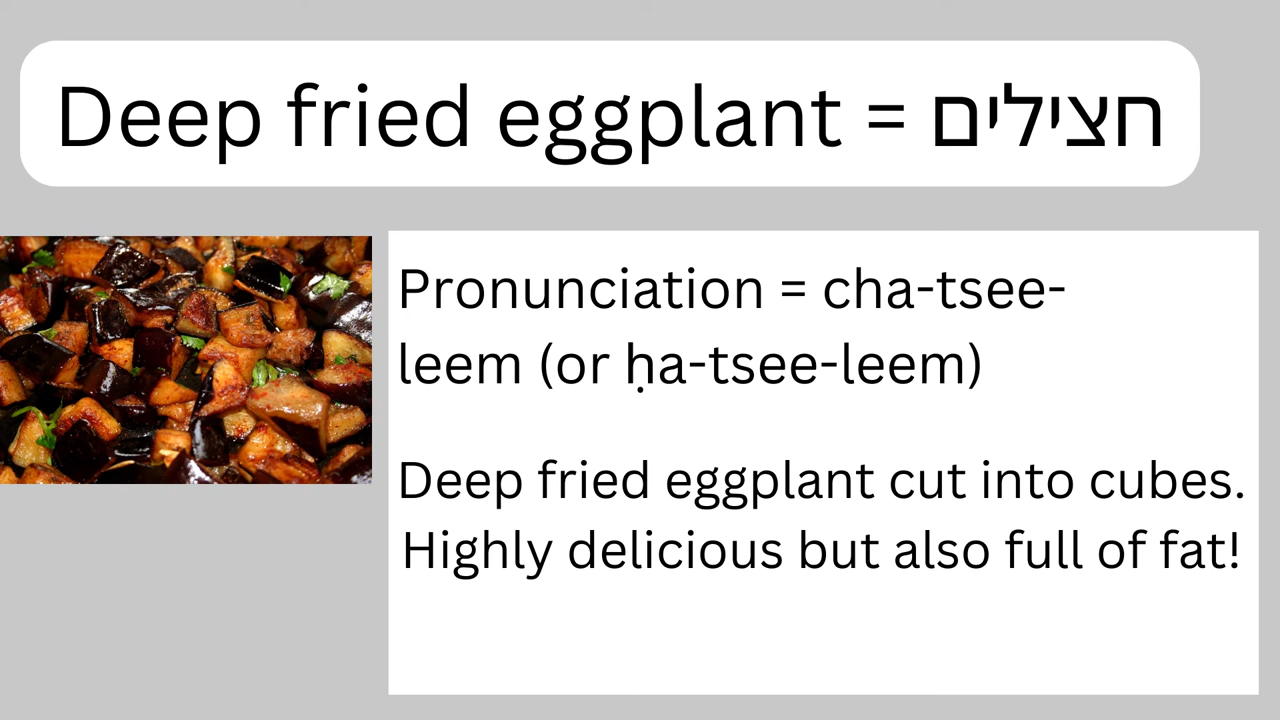 Deep fried eggplant = חצילים
Pronunciation = cha-tsee-
leem (or ḥa-tsee-leem)
Deep fried eggplant cut into cubes.
Highly delicious but also full of fat!